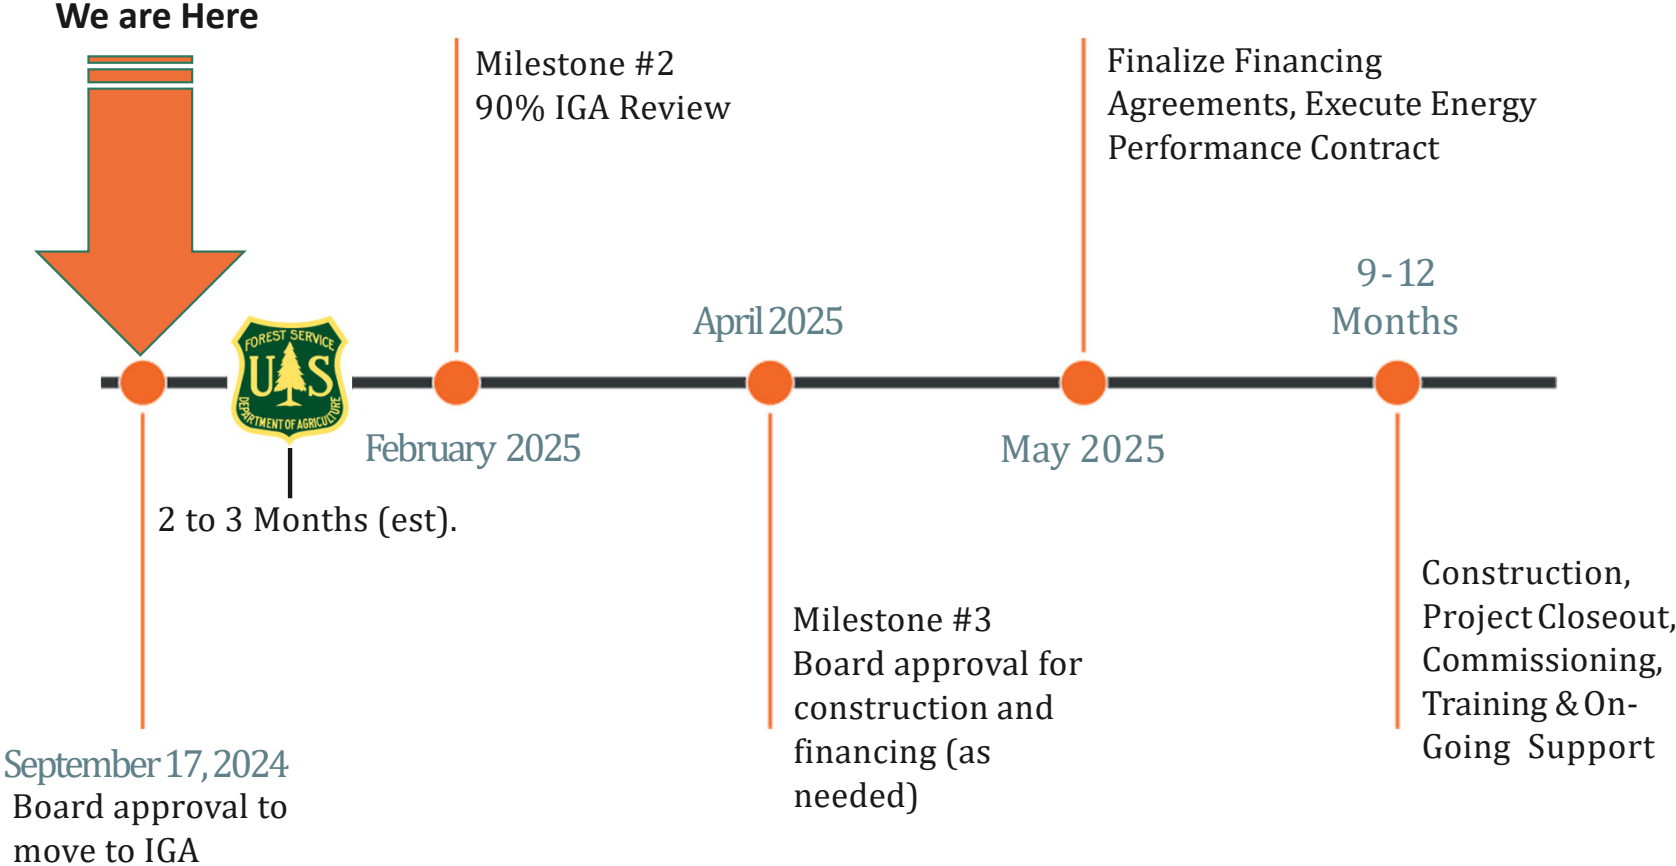 We are Here
Milestone #2
90% IGA Review
Finalize Financing
Agreements, Execute Energy
Performance Contract
9-12
Months
April 2025
FOREST SERVICE
U S
DEPARTMENT OF AGRICULTURE
February 2025
May 2025
2 to 3 Months (est).
Construction,
Project Closeout,
Commissioning,
Training & On-
Going Support
Milestone #3
Board approval for
construction and
financing (as
needed)
September 17, 2024
Board approval to
move to IGA